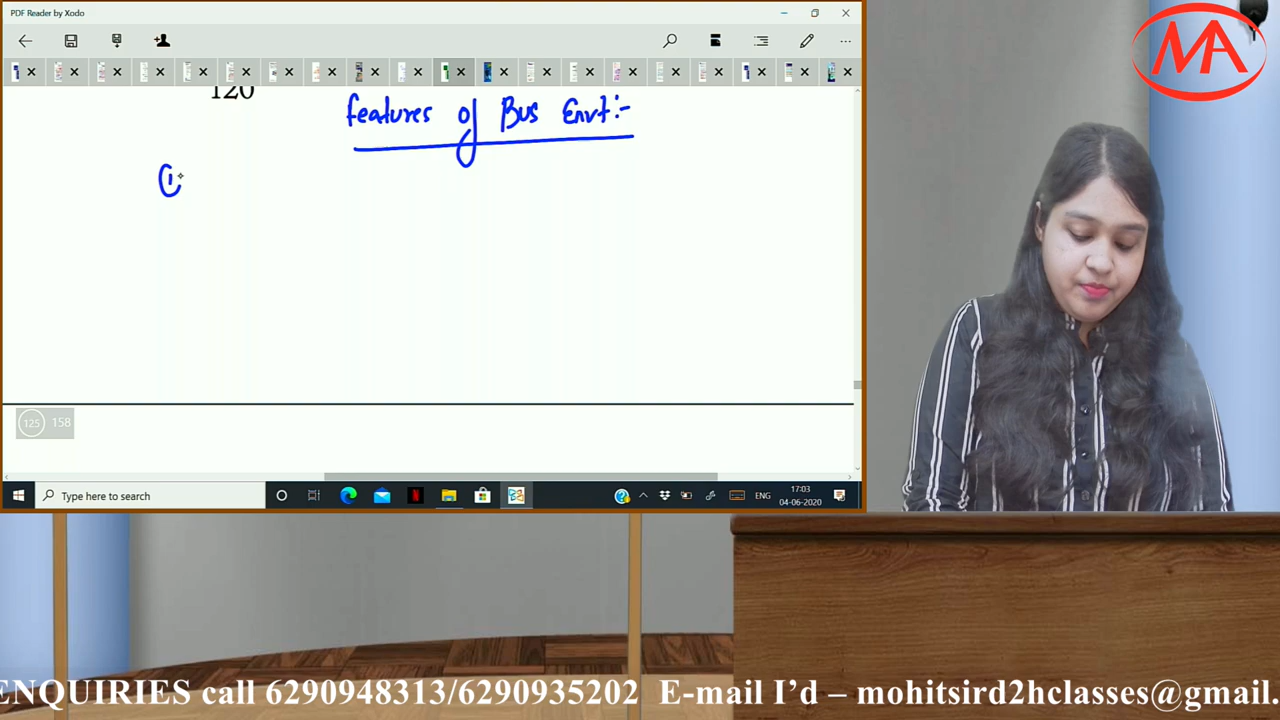 PDF Reader by Xodo
MA
120
features of Bus Envt:-
(1
125 158
Type here to search
ENG
17:03
04-06-2020
ENQUIRIES call 6290948313/6290935202 E-mail I’d – mohitsird2hclasses@gmail.